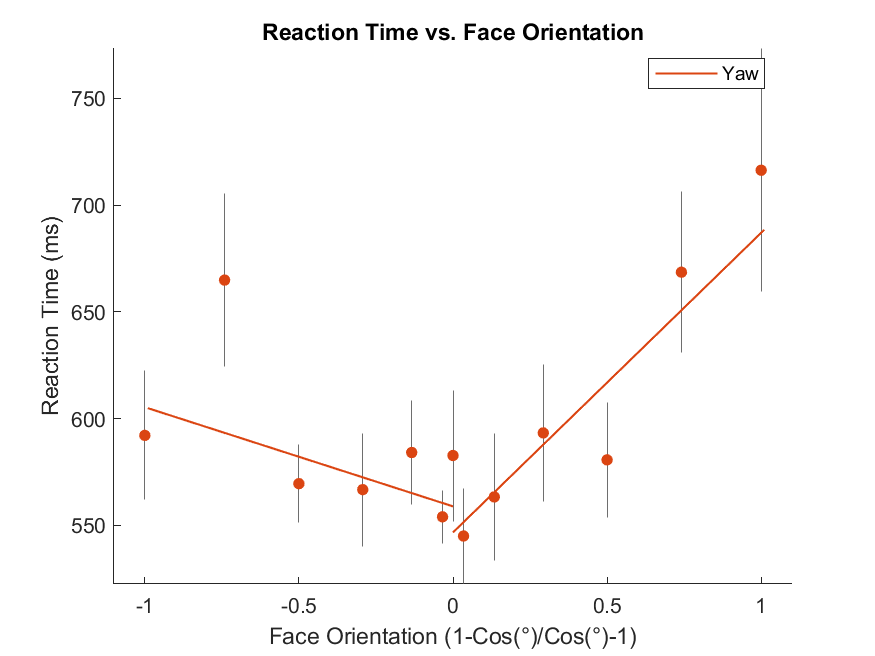 Reaction Time vs. Face Orientation
Yaw
750
700
650
600
550
Reaction Time (ms)
-1 -0.5 0 0.5 1
Face Orientation (1-Cos(°)/Cos(°)-1)